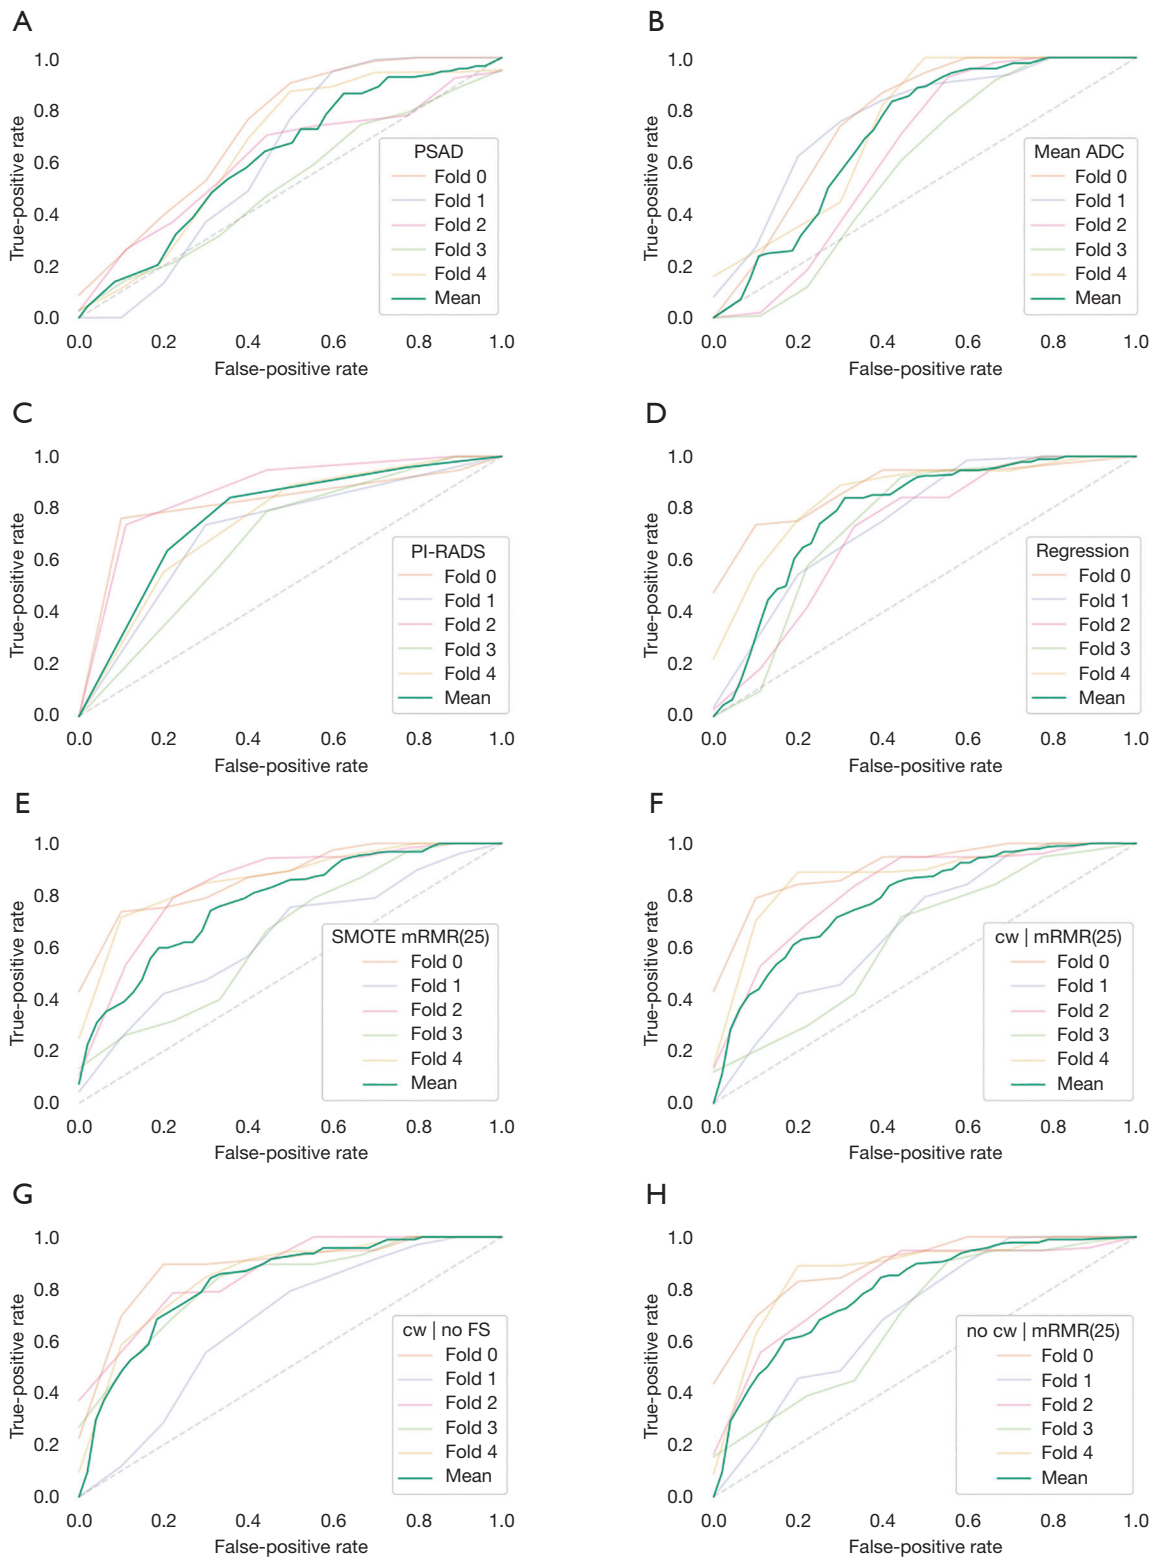 A
1.0
0.8
0.6
0.4
0.2
0.0
True-positive rate
PSAD
Fold 0
Fold 1
Fold 2
Fold 3
Fold 4
Mean
0.0 0.2 0.4 0.6 0.8 1.0
False-positive rate
B
1.0
0.8
0.6
0.4
0.2
0.0
True-positive rate
Mean ADC
Fold 0
Fold 1
Fold 2
Fold 3
Fold 4
Mean
0.0 0.2 0.4 0.6 0.8 1.0
False-positive rate
C
1.0
0.8
0.6
0.4
0.2
0.0
True-positive rate
PI-RADS
Fold 0
Fold 1
Fold 2
Fold 3
Fold 4
Mean
0.0 0.2 0.4 0.6 0.8 1.0
False-positive rate
D
1.0
0.8
0.6
0.4
0.2
0.0
True-positive rate
Regression
Fold 0
Fold 1
Fold 2
Fold 3
Fold 4
Mean
0.0 0.2 0.4 0.6 0.8 1.0
False-positive rate
E
1.0
0.8
0.6
0.4
0.2
0.0
True-positive rate
SMOTE mRMR(25)
Fold 0
Fold 1
Fold 2
Fold 3
Fold 4
Mean
0.0 0.2 0.4 0.6 0.8 1.0
False-positive rate
F
1.0
0.8
0.6
0.4
0.2
0.0
True-positive rate
cw | mRMR(25)
Fold 0
Fold 1
Fold 2
Fold 3
Fold 4
Mean
0.0 0.2 0.4 0.6 0.8 1.0
False-positive rate
G
1.0
0.8
0.6
0.4
0.2
0.0
True-positive rate
cw | no FS
Fold 0
Fold 1
Fold 2
Fold 3
Fold 4
Mean
0.0 0.2 0.4 0.6 0.8 1.0
False-positive rate
H
1.0
0.8
0.6
0.4
0.2
0.0
True-positive rate
no cw | mRMR(25)
Fold 0
Fold 1
Fold 2
Fold 3
Fold 4
Mean
0.0 0.2 0.4 0.6 0.8 1.0
False-positive rate